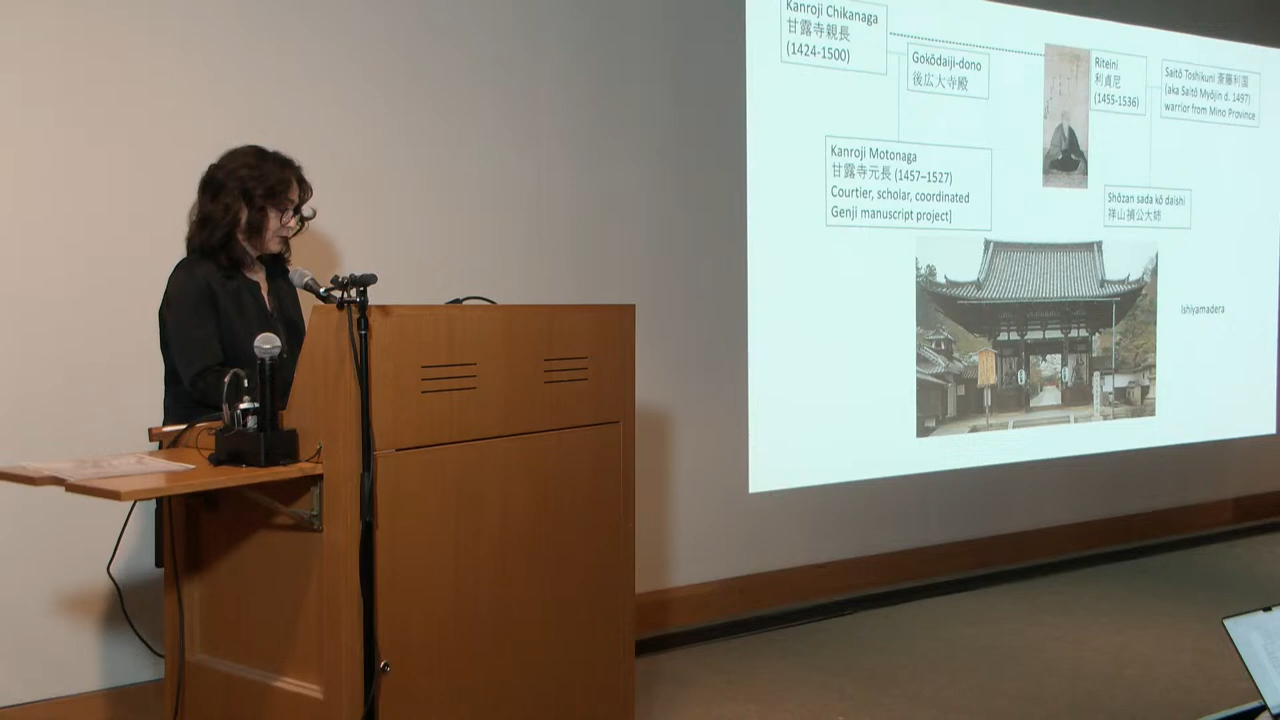 Kanroji Chikanaga
甘露寺親長
(1424-1500)
Gokōdaiji-dono
後広大寺殿
Riteini
利貞尼
(1455-1536)
Saitō Toshikuni 斎藤利国
(aka Saitō Myōjin d. 1497)
warrior from Mino Province
Kanroji Motonaga
甘露寺元長 (1457–1527)
Courtier, scholar, coordinated
Genji manuscript project]
Shōzan sada kō daishi
祥山禎公大姉
Ishiyamadera